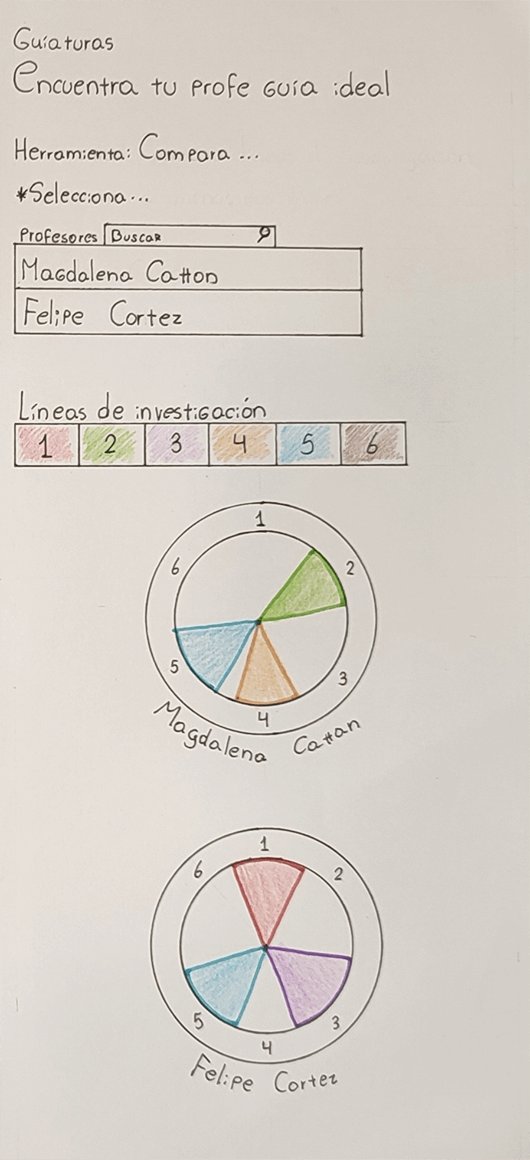 Guíaturas
Encuentra tu profe guía ideal
Herramienta: Compara ...
*Selecciona...
Profesores Buscar
Magdalena Catton
Felipe Cortez
Líneas de investigación
1 2 3 4 5 6
1
6 2
5 3
4
Magdalena Cattan
1
6 2
5 3
4
Felipe Cortez